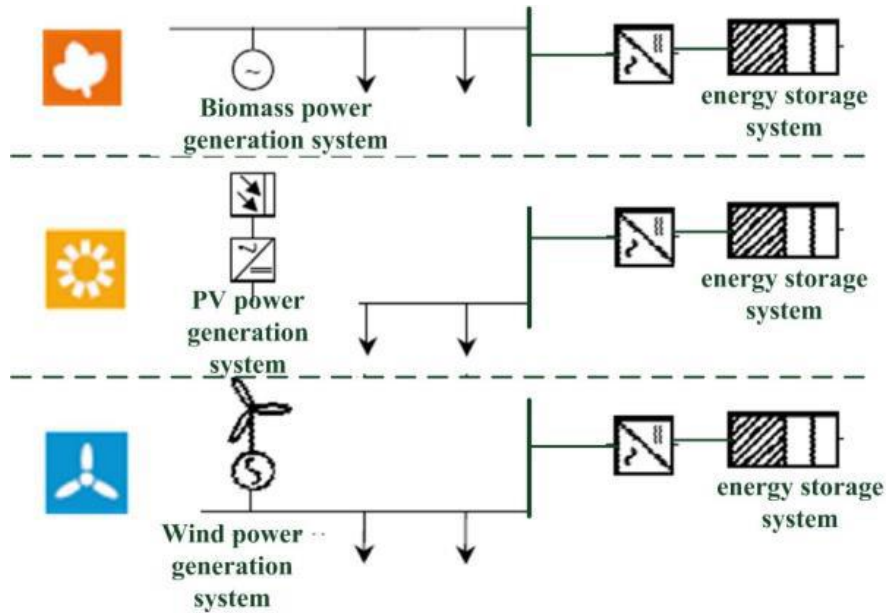 Biomass power
generation system
energy storage
system
PV power
generation
system
energy storage
system
Wind power
generation
system
energy storage
system